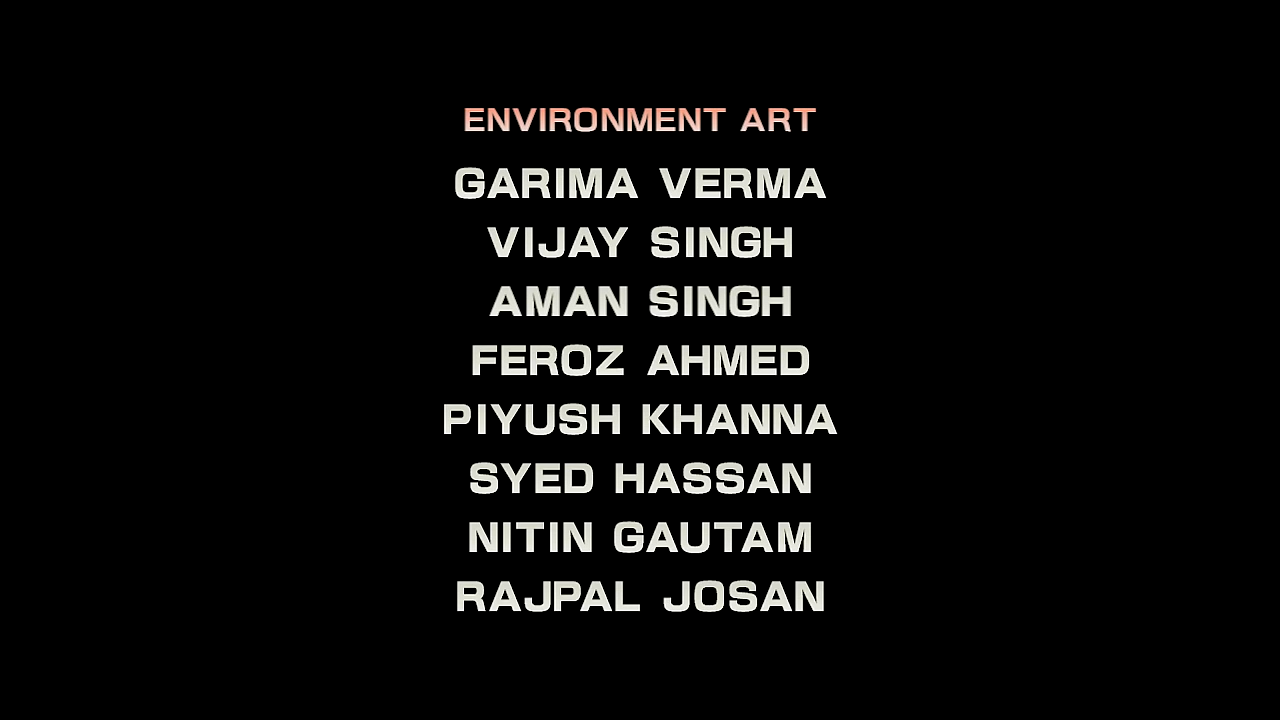 ENVIRONMENT ART
GARIMA VERMA
VIJAY SINGH
AMAN SINGH
FEROZ AHMED
PIYUSH KHANNA
SYED HASSAN
NITIN GAUTAM
RAJPAL JOSAN